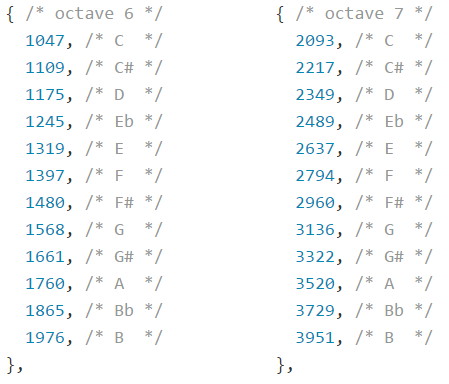 { /* octave 6 */
1047, /* C */
1109, /* C# */
1175, /* D */
1245, /* Eb */
1319, /* E */
1397, /* F */
1480, /* F# */
1568, /* G */
1661, /* G# */
1760, /* A */
1865, /* Bb */
1976, /* B */
},
{ /* octave 7 */
2093, /* C */
2217, /* C# */
2349, /* D */
2489, /* Eb */
2637, /* E */
2794, /* F */
2960, /* F# */
3136, /* G */
3322, /* G# */
3520, /* A */
3729, /* Bb */
3951, /* B */
},